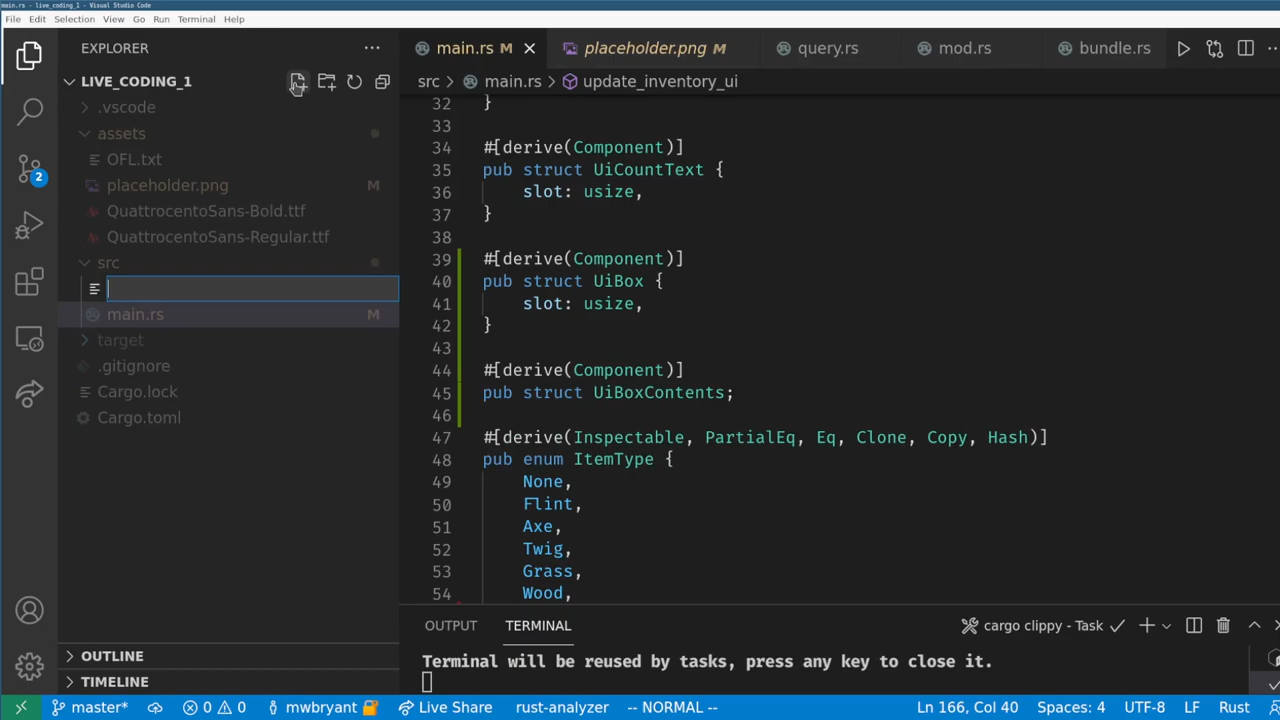 main.rs - live_coding_1 - Visual Studio Code
File Edit Selection View Go Run Terminal Help
EXPLORER
LIVE_CODING_1
.vscode
assets
OFL.txt
placeholder.png M
QuattrocentoSans-Bold.ttf
QuattrocentoSans-Regular.ttf
src
main.rs M
target
.gitignore
Cargo.lock
Cargo.toml
OUTLINE
TIMELINE
2
main.rs M placeholder.png M query.rs mod.rs bundle.rs
src > main.rs > update_inventory_ui
32 }
33
34 #[derive(Component)]
35 pub struct UiCountText {
36 slot: usize,
37 }
38
39 #[derive(Component)]
40 pub struct UiBox {
41 slot: usize,
42 }
43
44 #[derive(Component)]
45 pub struct UiBoxContents;
46
47 #[derive(Inspectable, PartialEq, Eq, Clone, Copy, Hash)]
48 pub enum ItemType {
49 None,
50 Flint,
51 Axe,
52 Twig,
53 Grass,
54 Wood,
OUTPUT TERMINAL cargo clippy - Task
Terminal will be reused by tasks, press any key to close it.
master* 0 0 mwbryant Live Share rust-analyzer -- NORMAL -- Ln 166, Col 40 Spaces: 4 UTF-8 LF Rust